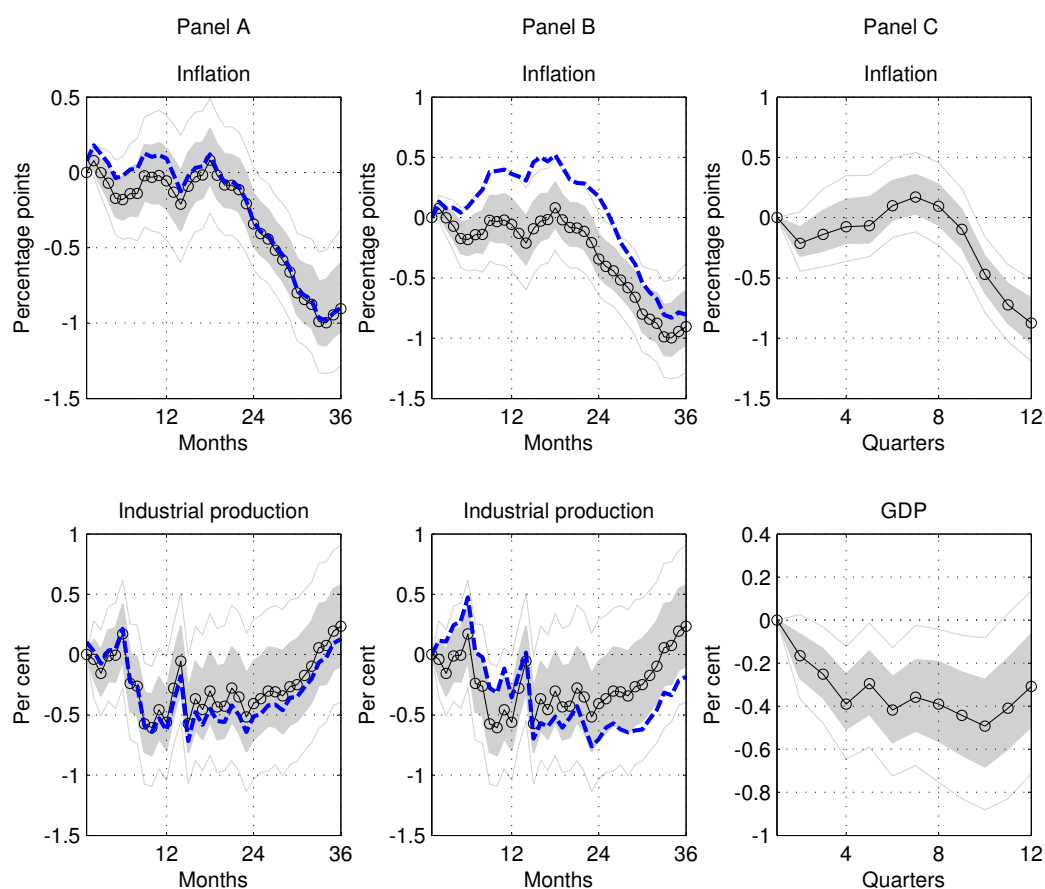 Panel A Panel B Panel C
Inflation Inflation Inflation
0.5 1 1
0.5 0.5
0 0 0
-0.5 -0.5 -0.5
-1 -1 -1
-1.5 -1.5 -1.5
12 24 36 12 24 36 4 8 12
Percentage points Percentage points Percentage points
Months Months Quarters
Industrial production Industrial production GDP
1 1 0.4
0.2
0.5 0.5
0
0 0
-0.2
-0.5 -0.5 -0.4
-0.6
-1 -1
-0.8
-1.5 -1.5 -1
12 24 36 12 24 36 4 8 12
Per cent Per cent Per cent
Months Months Quarters